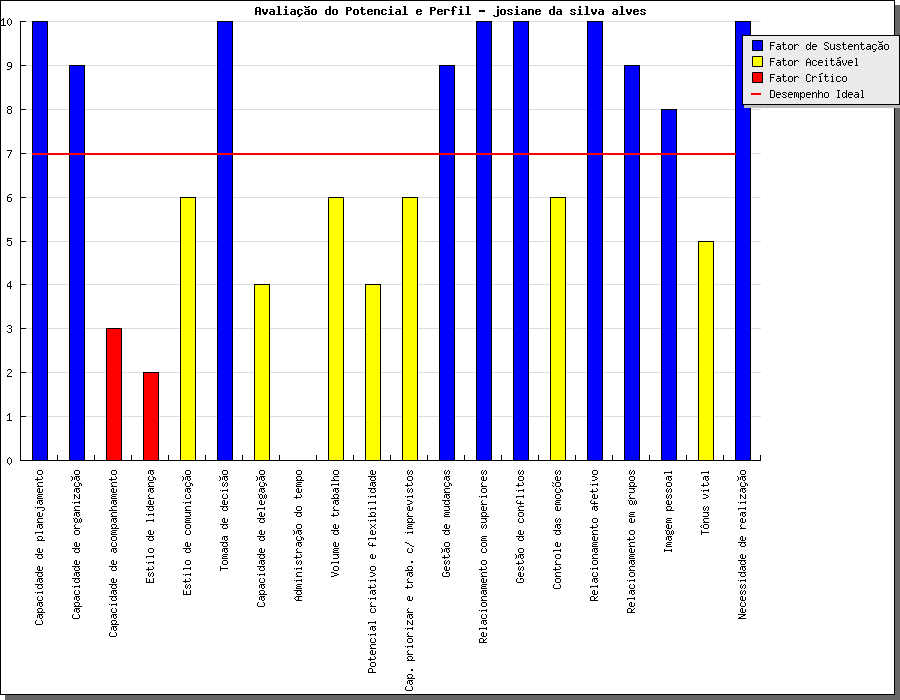 Avaliação do Potencial e Perfil - josiane da silva alves
Fator de Sustentação
Fator Aceitável
Fator Crítico
Desempenho Ideal
10
9
8
7
6
5
4
3
2
1
0
Capacidade de planejamento
Capacidade de organização
Capacidade de acompanhamento
Estilo de liderança
Estilo de comunicação
Tomada de decisão
Capacidade de delegação
Administração do tempo
Volume de trabalho
Potencial criativo e flexibilidade
Cap. priorizar e trab. c/ imprevistos
Gestão de mudanças
Relacionamento com superiores
Gestão de conflitos
Controle das emoções
Relacionamento afetivo
Relacionamento em grupos
Imagem pessoal
Tônus vital
Necessidade de realização